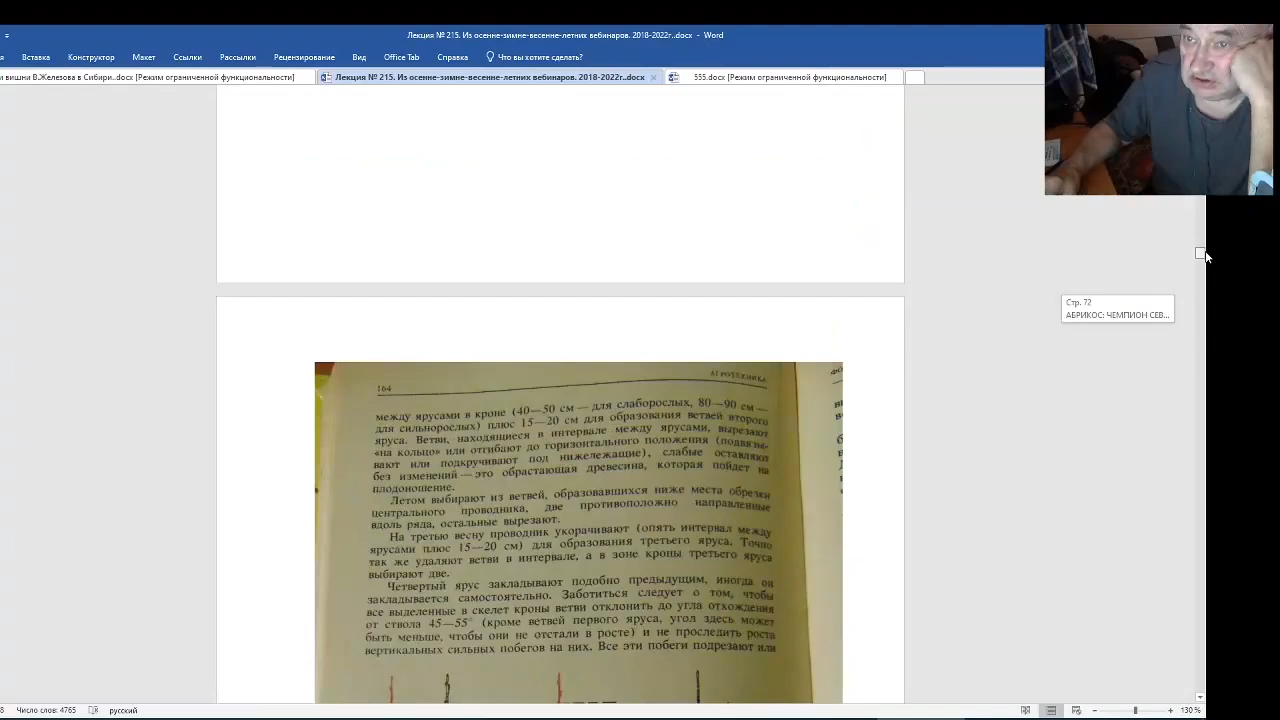 Лекция № 215. Из осенне-зимне-весенне-летних вебинаров. 2018-2022г..docx - Word
Вставка Конструктор Макет Ссылки Рассылки Рецензирование Вид Office Tab Справка Что вы хотите сделать?
и вишни В.Железова в Сибири..docx [Режим ограниченной функциональности] Лекция № 215. Из осенне-зимне-весенне-летних вебинаров. 2018-2022г..docx 555.docx [Режим ограниченной функциональности]
Стр. 72
АБРИКОС: ЧЕМПИОН СЕВ...
164 АГРОТЕХНИКА
между ярусами в кроне (40—50 см — для слаборослых, 80—90 см —
для сильнорослых) плюс 15—20 см для образования ветвей второго
яруса. Ветви, находящиеся в интервале между ярусами, вырезают
«на кольцо» или отгибают до горизонтального положения (подвязы-
вают или подкручивают под нижележащие), слабые оставляют
без изменений — это обрастающая древесина, которая пойдет на
плодоношение.
Летом выбирают из ветвей, образовавшихся ниже места обрезки
центрального проводника, две противоположно направленные
вдоль ряда, остальные вырезают.
На третью весну проводник укорачивают (опять интервал между
ярусами плюс 15—20 см) для образования третьего яруса. Точно
так же удаляют ветви в интервале, а в зоне кроны третьего яруса
выбирают две.
Четвертый ярус закладывают подобно предыдущим, иногда он
закладывается самостоятельно. Заботиться следует о том, чтобы
все выделенные в скелет кроны ветви отклонить до угла отхождения
от ствола 45—55° (кроме ветвей первого яруса, угол здесь может
быть меньше, чтобы они не отстали в росте) и не проследить роста
вертикальных сильных побегов на них. Все эти побеги подрезают или
8 Число слов: 4765 русский 130 %